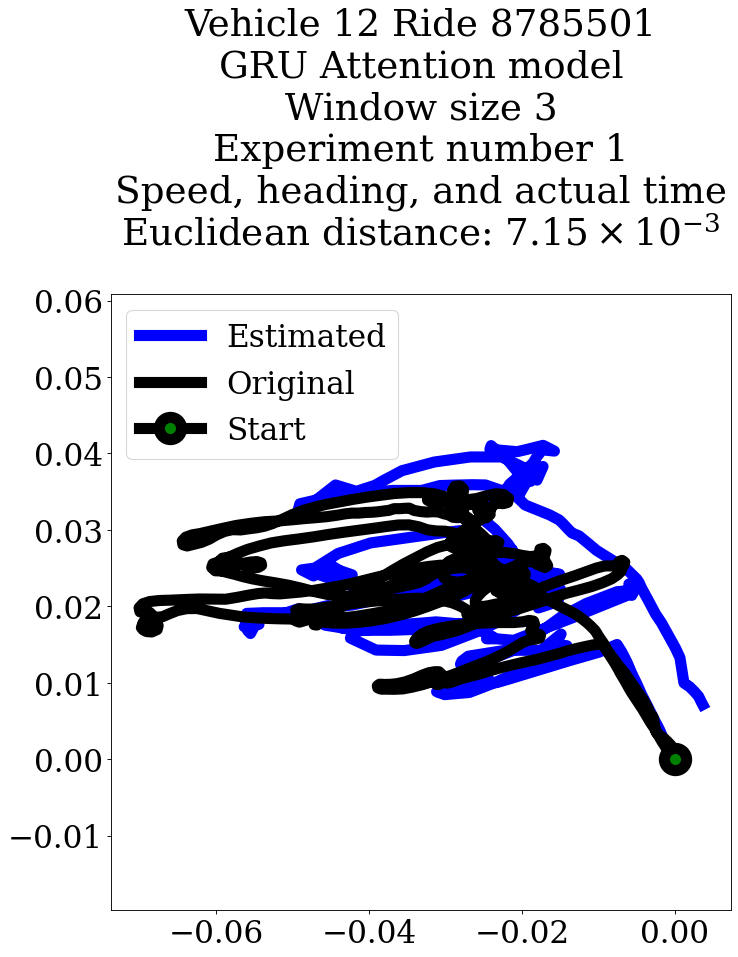 Vehicle 12 Ride 8785501
GRU Attention model
Window size 3
Experiment number 1
Speed, heading, and actual time
Euclidean distance: 7.15 × 10⁻³
0.06
Estimated
0.05
Original
Start
0.04
0.03
0.02
0.01
0.00
−0.01
−0.06 −0.04 −0.02 0.00